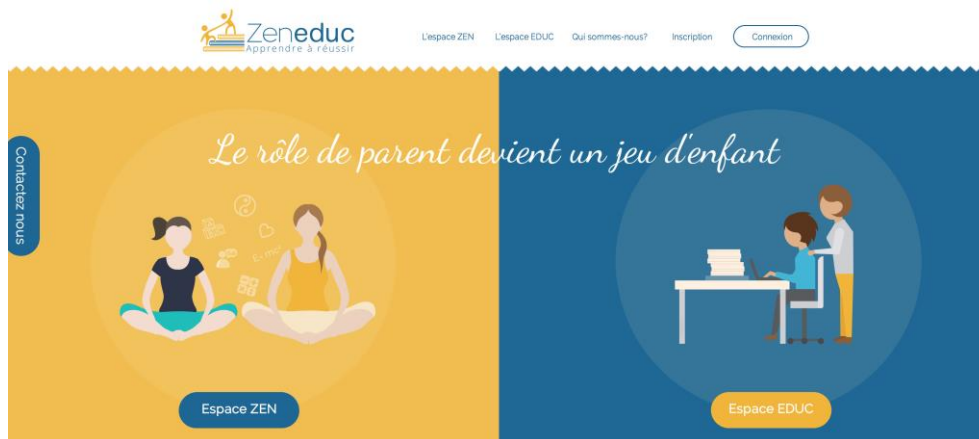 Zeneduc
Apprendre à réussir
L'espace ZEN
L'espace EDUC
Qui sommes-nous?
Inscription
Connexion
Le rôle de parent devient un jeu d'enfant
Contactez nous
Espace ZEN
Espace EDUC